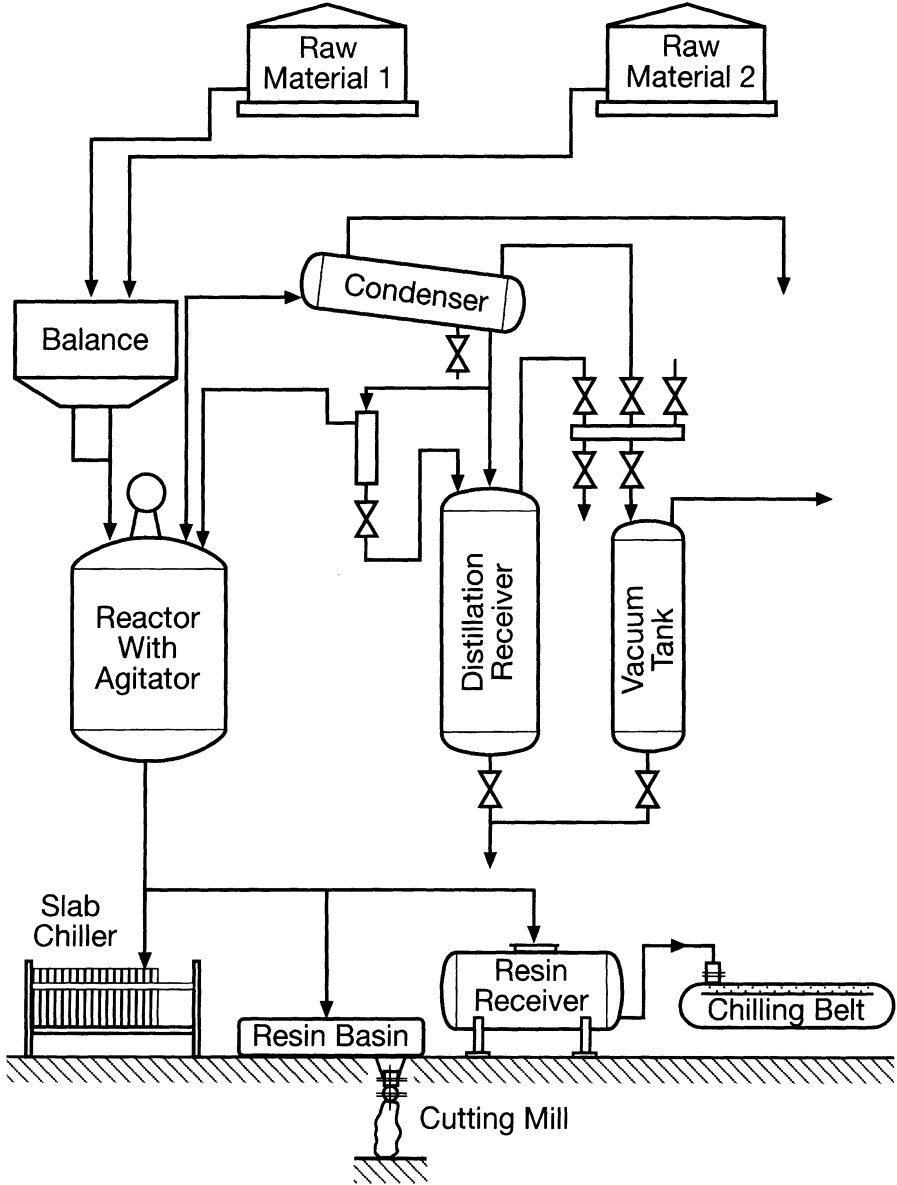 Raw
Material 1
Raw
Material 2
Condenser
Balance
Reactor
With
Agitator
Distillation
Receiver
Vacuum
Tank
Slab
Chiller
Resin
Receiver
Chilling Belt
Resin Basin
Cutting Mill